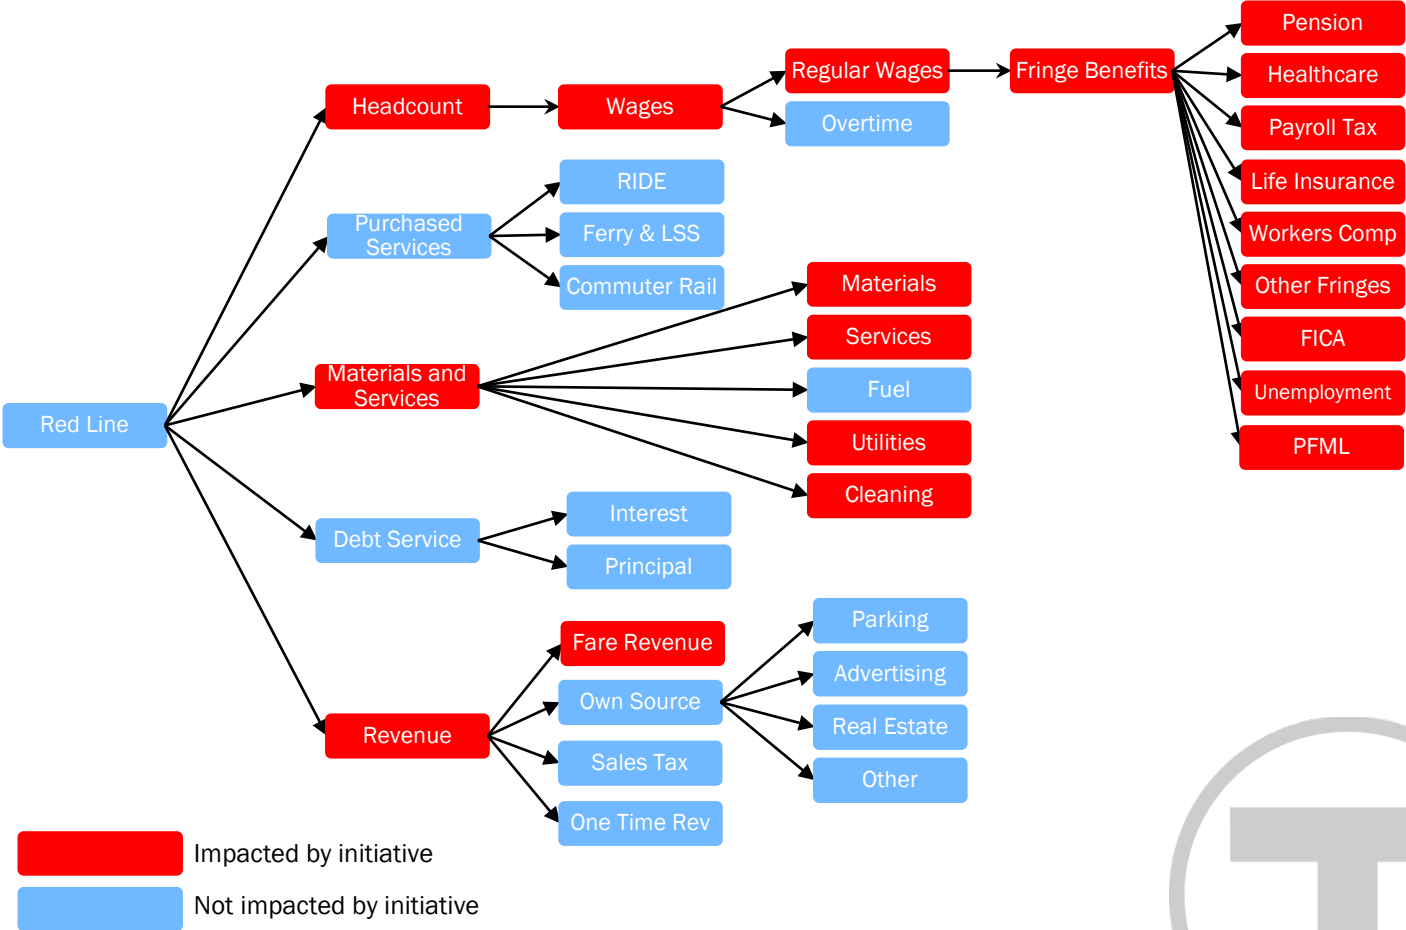 Red Line
Headcount
Wages
Regular Wages
Overtime
Fringe Benefits
Pension
Healthcare
Payroll Tax
Life Insurance
Workers Comp
Other Fringes
FICA
Unemployment
PFML
Purchased
Services
RIDE
Ferry & LSS
Commuter Rail
Materials and
Services
Materials
Services
Fuel
Utilities
Cleaning
Debt Service
Interest
Principal
Revenue
Fare Revenue
Own Source
Sales Tax
One Time Rev
Parking
Advertising
Real Estate
Other
Impacted by initiative
Not impacted by initiative